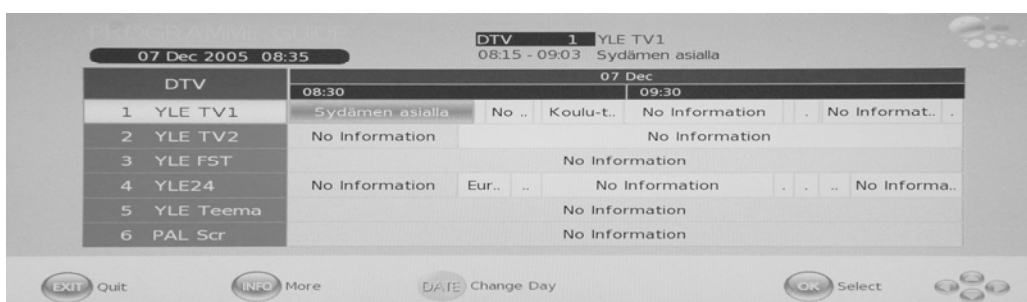 PROGRAMME GUIDE
DTV 1 YLE TV1
07 Dec 2005 08:35
08:15 - 09:03 Sydämen asialla
DTV
07 Dec
08:30 09:30
1 YLE TV1 Sydämen asialla No .. Koulu-t.. No Information . No Informat.. .
2 YLE TV2 No Information No Information
3 YLE FST No Information
4 YLE24 No Information Eur.. .. No Information . . .. No Informa..
5 YLE Teema No Information
6 PAL Scr No Information
EXIT Quit INFO More DATE Change Day OK Select